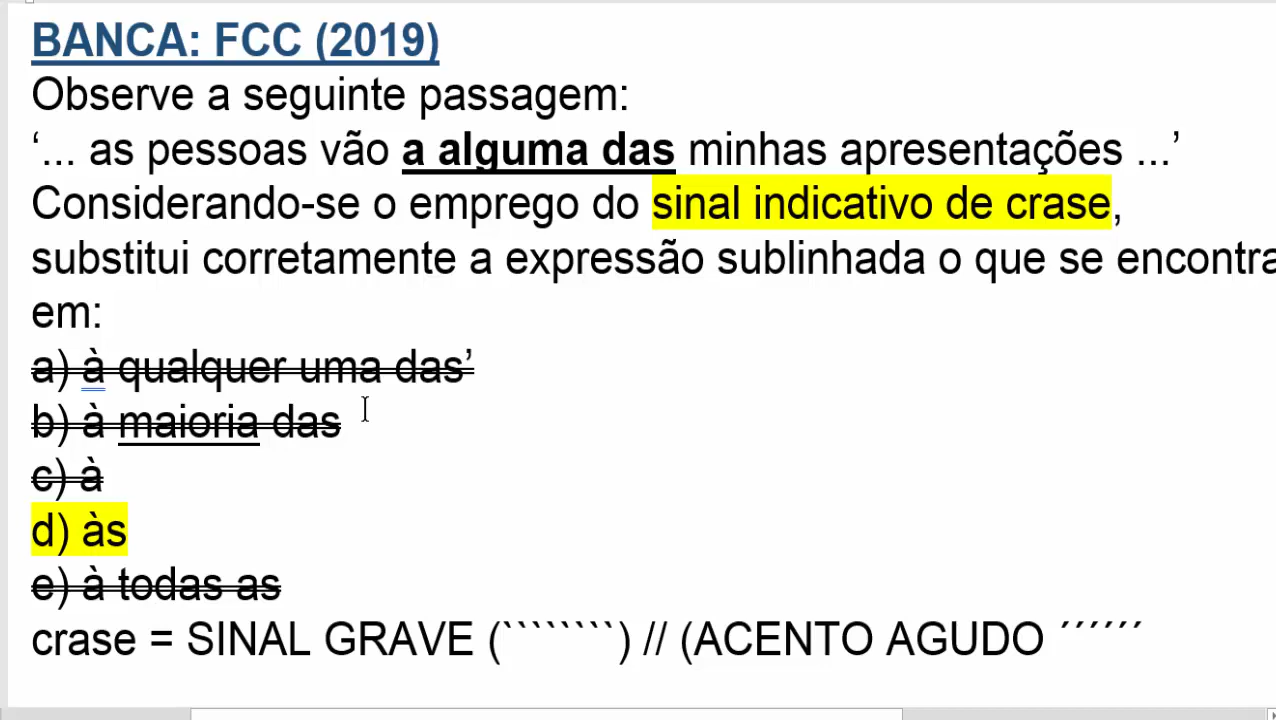 BANCA: FCC (2019)
Observe a seguinte passagem:
‘... as pessoas vão a alguma das minhas apresentações ...’
Considerando-se o emprego do sinal indicativo de crase,
substitui corretamente a expressão sublinhada o que se encontra
em:
a) à qualquer uma das’
b) à maioria das
c) à
d) às
e) à todas as
crase = SINAL GRAVE (````````) // (ACENTO AGUDO ´´´´´´